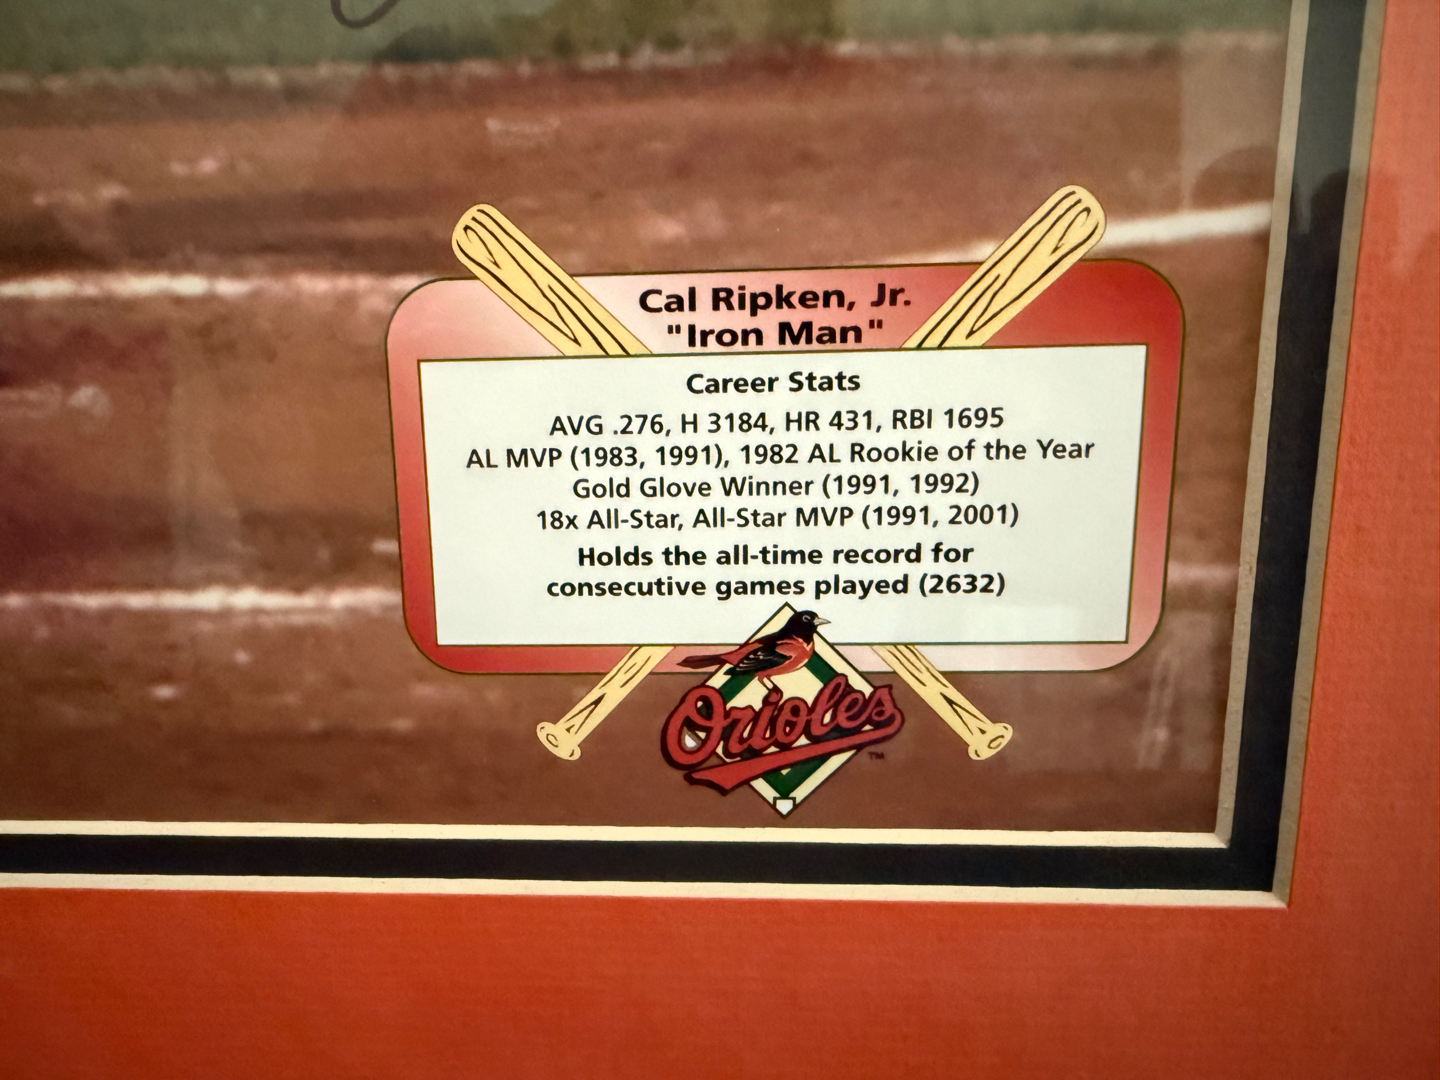 Cal Ripken, Jr.
"Iron Man"
Career Stats
AVG .276, H 3184, HR 431, RBI 1695
AL MVP (1983, 1991), 1982 AL Rookie of the Year
Gold Glove Winner (1991, 1992)
18x All-Star, All-Star MVP (1991, 2001)
Holds the all-time record for
consecutive games played (2632)
Orioles
TM